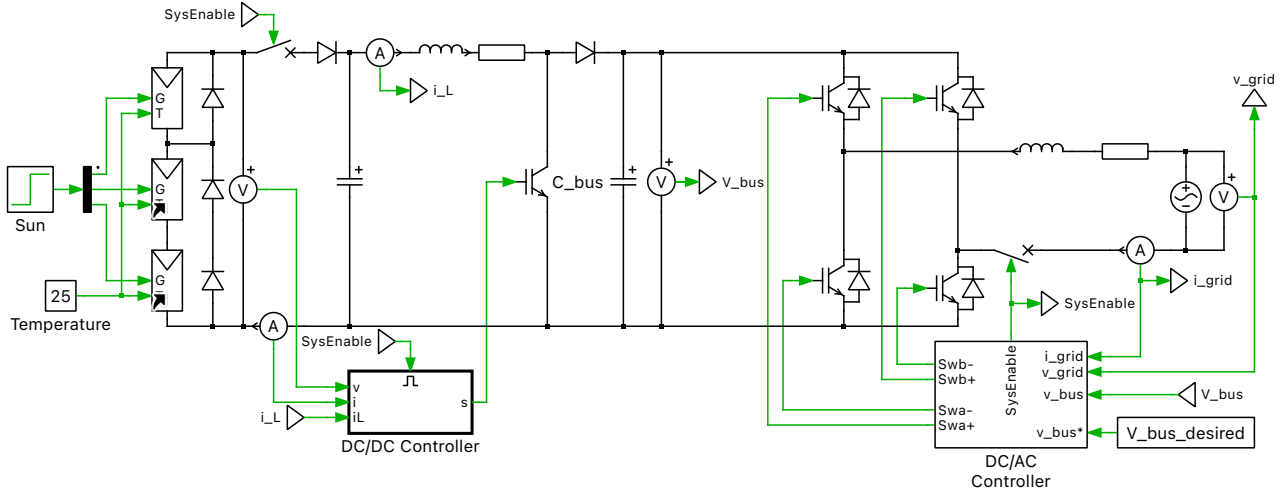 SysEnable
A
i_L
v_grid
G
T
V
+
+
C_bus
+
V
+
V_bus
+
V
Sun
G
T
G
25
Temperature
A
SysEnable
A
i_grid
SysEnable
v
i
iL
s
i_L
DC/DC Controller
Swb-
Swb+
Swa-
Swa+
SysEnable
i_grid
v_grid
v_bus
v_bus*
V_bus
V_bus_desired
DC/AC
Controller